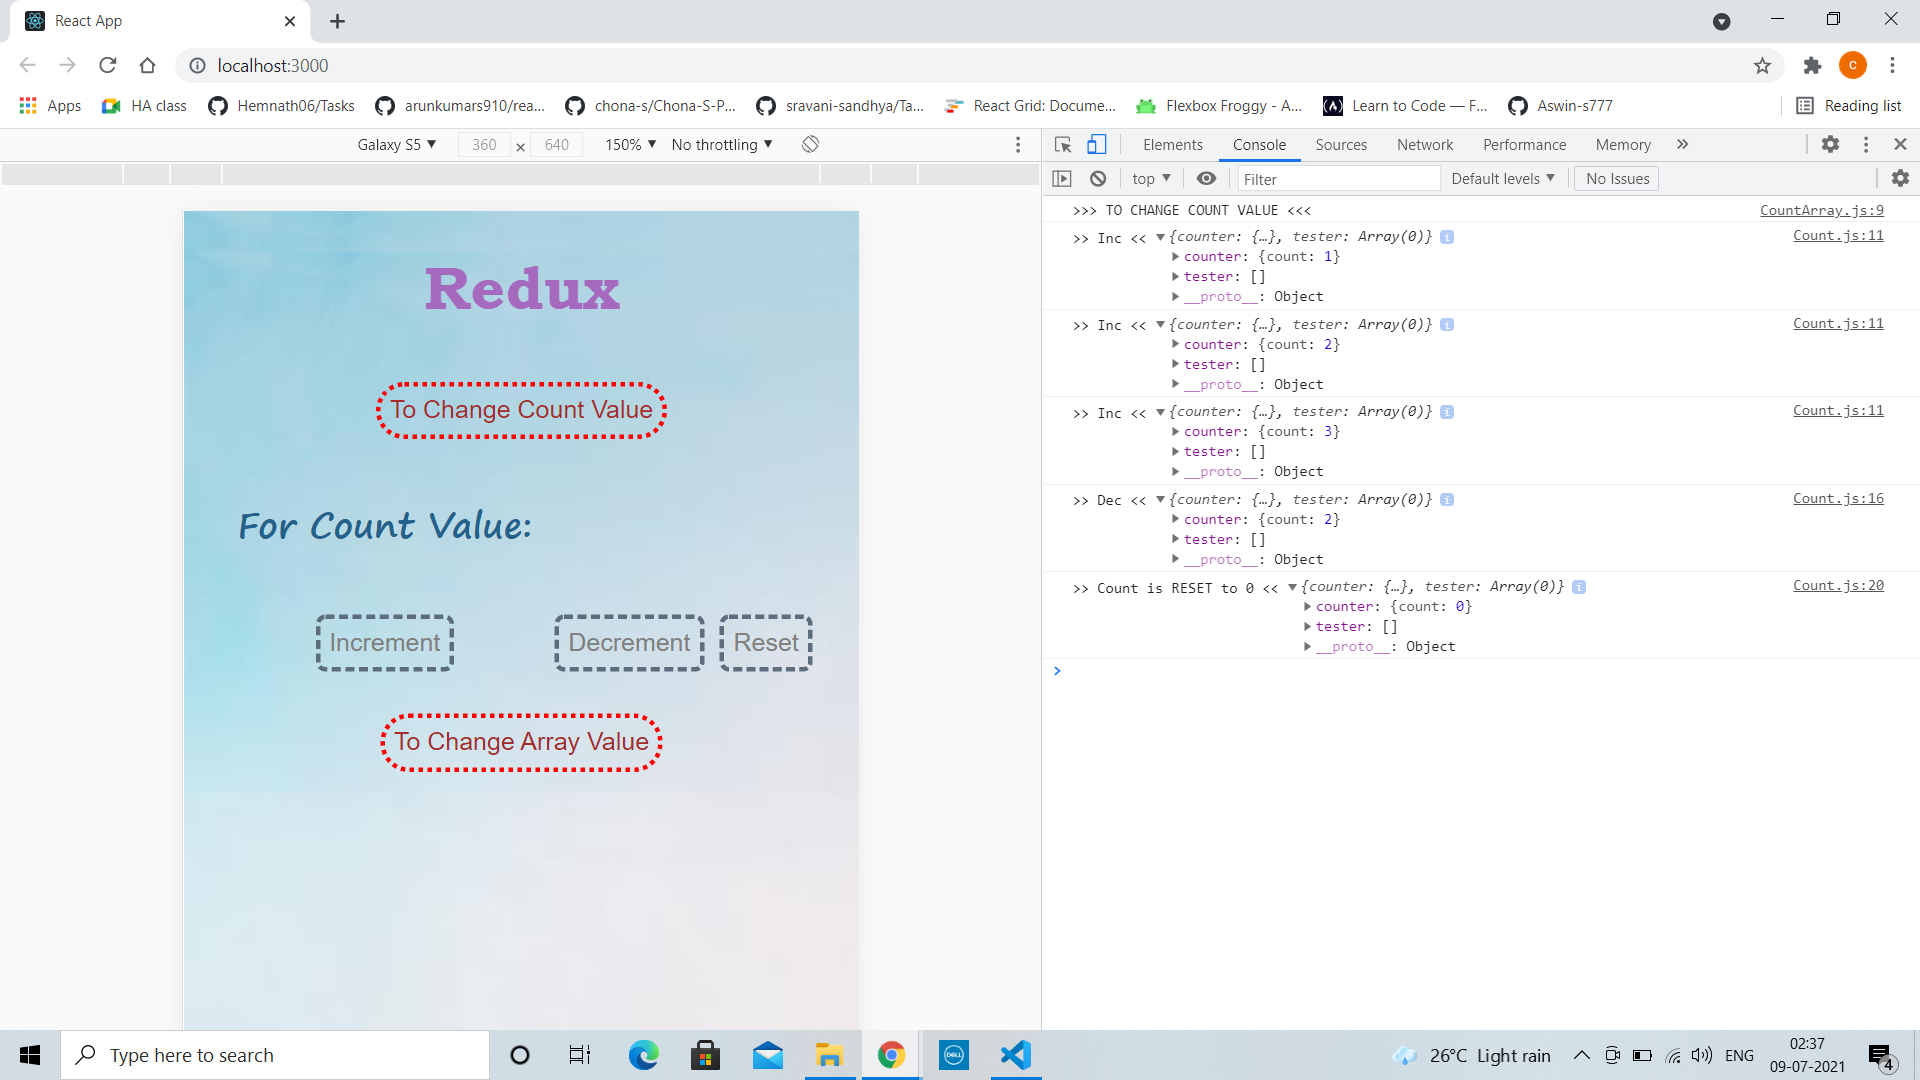 React App
localhost:3000
Apps HA class Hemnath06/Tasks arunkumars910/rea... chona-s/Chona-S-P... sravani-sandhya/Ta... React Grid: Docume... Flexbox Froggy - A... Learn to Code — F... Aswin-s777 Reading list
C
Galaxy S5 360 × 640 150% No throttling
Redux
To Change Count Value
For Count Value:
Increment Decrement Reset
To Change Array Value
Elements Console Sources Network Performance Memory »
top Filter Default levels No Issues
>>> TO CHANGE COUNT VALUE <<< CountArray.js:9
>> Inc << {counter: {…}, tester: Array(0)} i Count.js:11
counter: {count: 1}
tester: []
__proto__: Object
>> Inc << {counter: {…}, tester: Array(0)} i Count.js:11
counter: {count: 2}
tester: []
__proto__: Object
>> Inc << {counter: {…}, tester: Array(0)} i Count.js:11
counter: {count: 3}
tester: []
__proto__: Object
>> Dec << {counter: {…}, tester: Array(0)} i Count.js:16
counter: {count: 2}
tester: []
__proto__: Object
>> Count is RESET to 0 << {counter: {…}, tester: Array(0)} i Count.js:20
counter: {count: 0}
tester: []
__proto__: Object
>
Type here to search
DELL
26°C Light rain ENG
02:37
09-07-2021
4